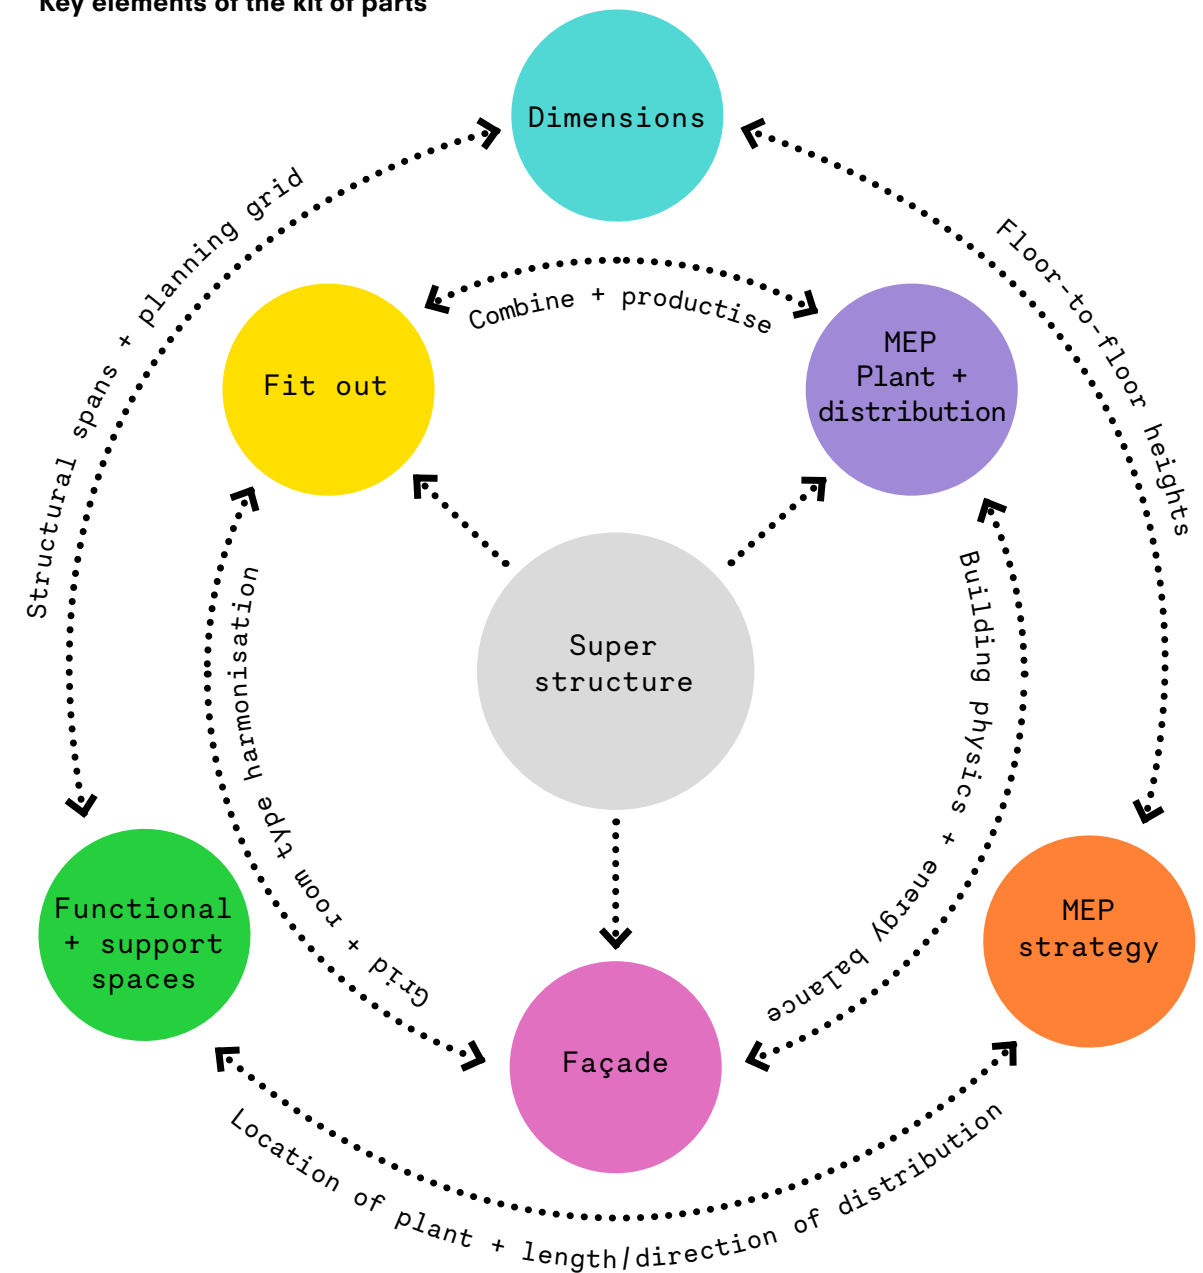 Key elements of the kit of parts
Dimensions
Structural spans + planning grid
Floor-to-floor heights
Combine + productise
Fit out
MEP
Plant +
distribution
Super
structure
Grid + room type harmonisation
Building physics + energy balance
Functional
+ support
spaces
MEP
strategy
Façade
Location of plant + length/direction of distribution